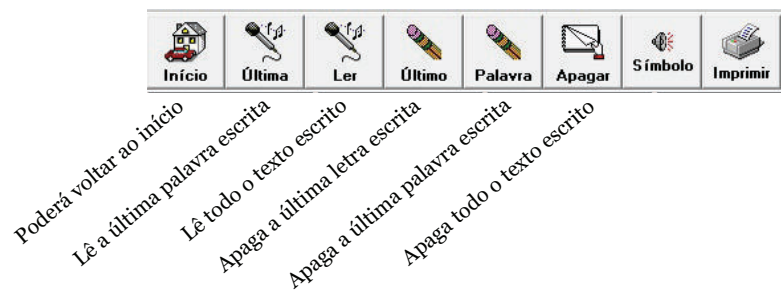 Início
Última
Ler
Último
Palavra
Apagar
Símbolo
Imprimir
Poderá voltar ao início
Lê a última palavra escrita
Lê todo o texto escrito
Apaga a última letra escrita
Apaga a última palavra escrita
Apaga todo o texto escrito